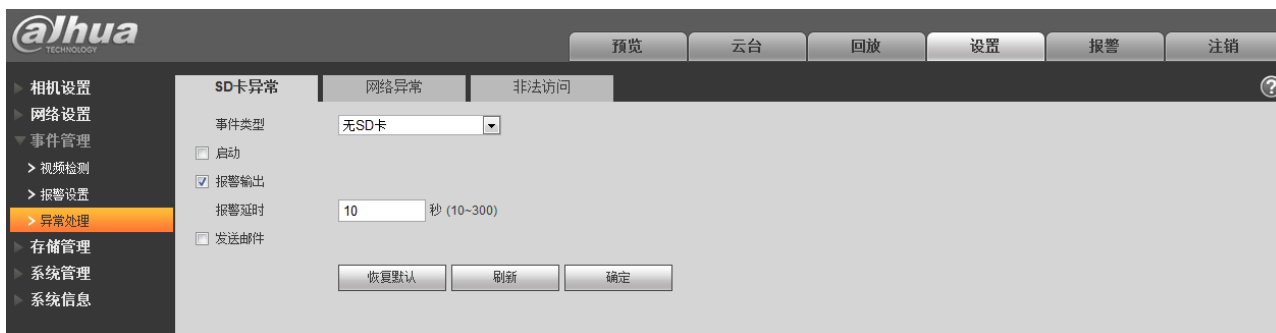 alhua
TECHNOLOGY
预览 云台 回放 设置 报警 注销
相机设置
网络设置
事件管理
> 视频检测
> 报警设置
> 异常处理
存储管理
系统管理
系统信息
SD卡异常 网络异常 非法访问 ?
事件类型 无SD卡
启动
报警输出
报警延时 10 秒 (10~300)
发送邮件
恢复默认 刷新 确定